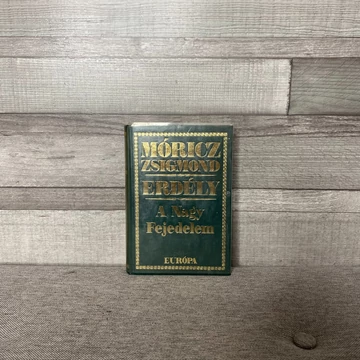 MÓRICZ
ZSIGMOND
ERDÉLY
A Nagy
Fejedelem
EURÓPA